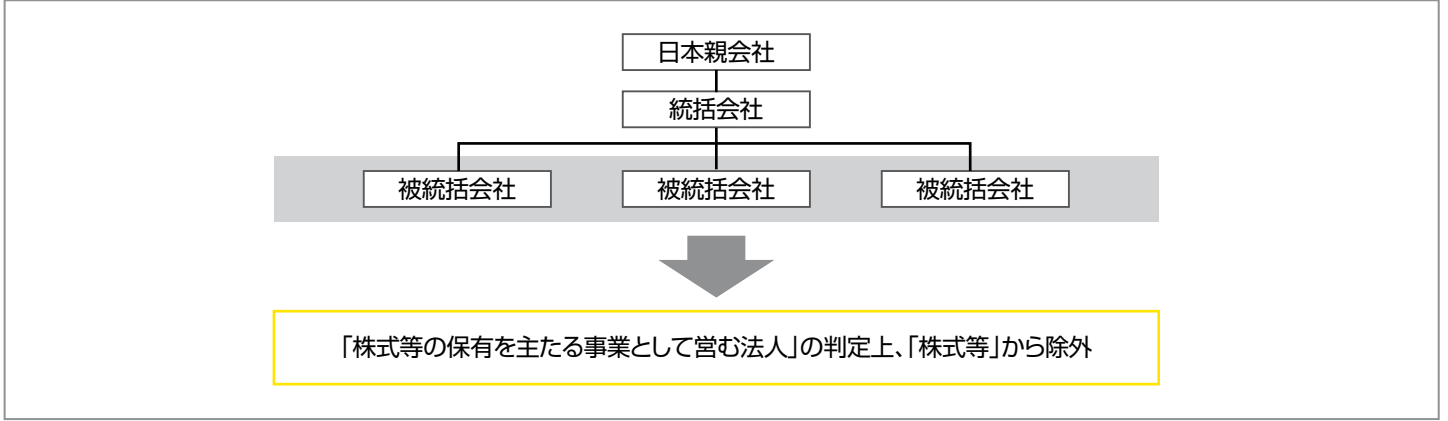 日本親会社
統括会社
被統括会社
被統括会社
被統括会社
「株式等の保有を主たる事業として営む法人」の判定上、「株式等」から除外